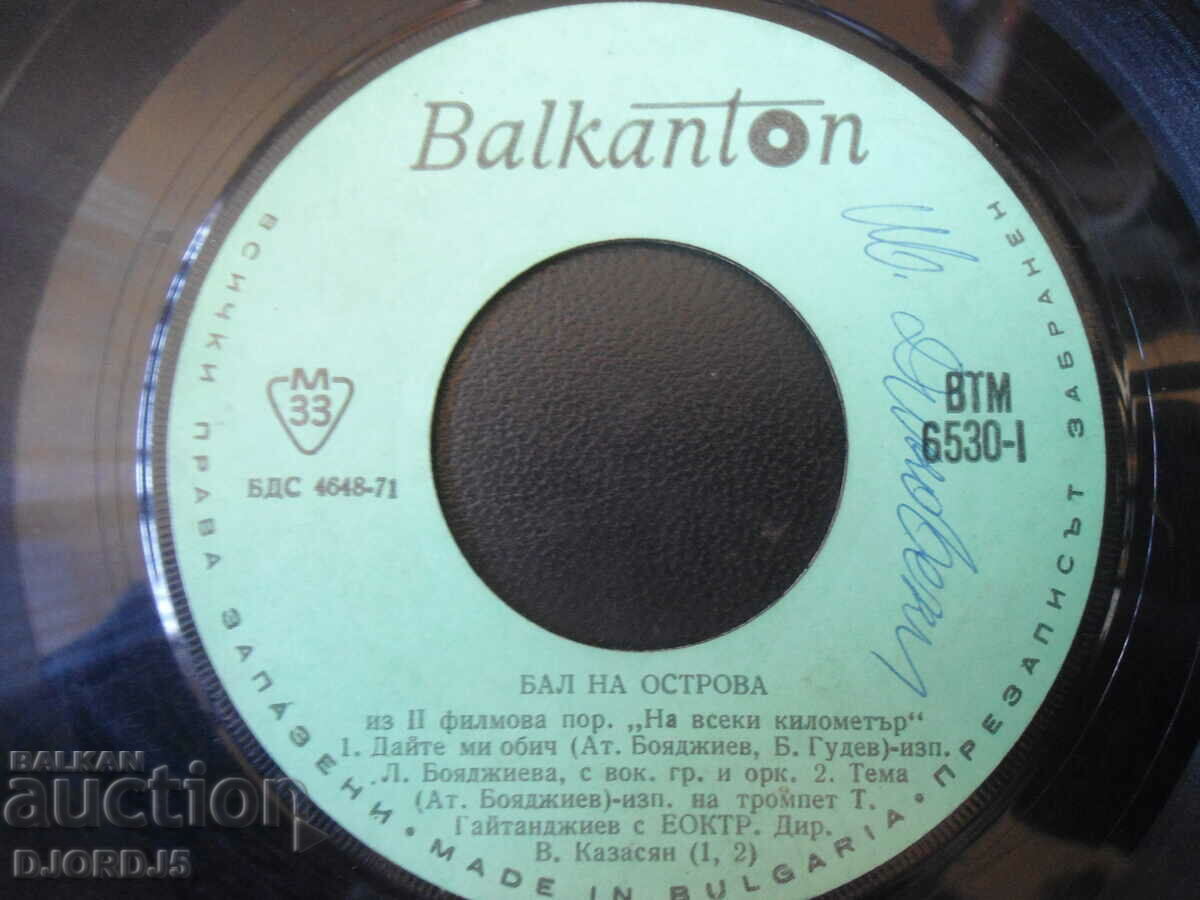 Balkanton
ВСИЧКИ ПРАВА ЗАПАЗЕНИ • MADE IN BULGARIA • ПРЕЗАПИСЪТ ЗАБРАНЕН
М
33
БДС 4648-71
ВТМ
6530-I
БАЛ НА ОСТРОВА
из II филмова пор. „На всеки километър“
1. Дайте ми обич (Ат. Бояджиев, Б. Гудев)-изп.
Л. Бояджиева, с вок. гр. и орк. 2. Тема
(Ат. Бояджиев)-изп. на тромпет Т.
Гайтанджиев с ЕОКТР. Дир.
В. Казасян (1, 2)
BALKAN
auction
DJORD_J5